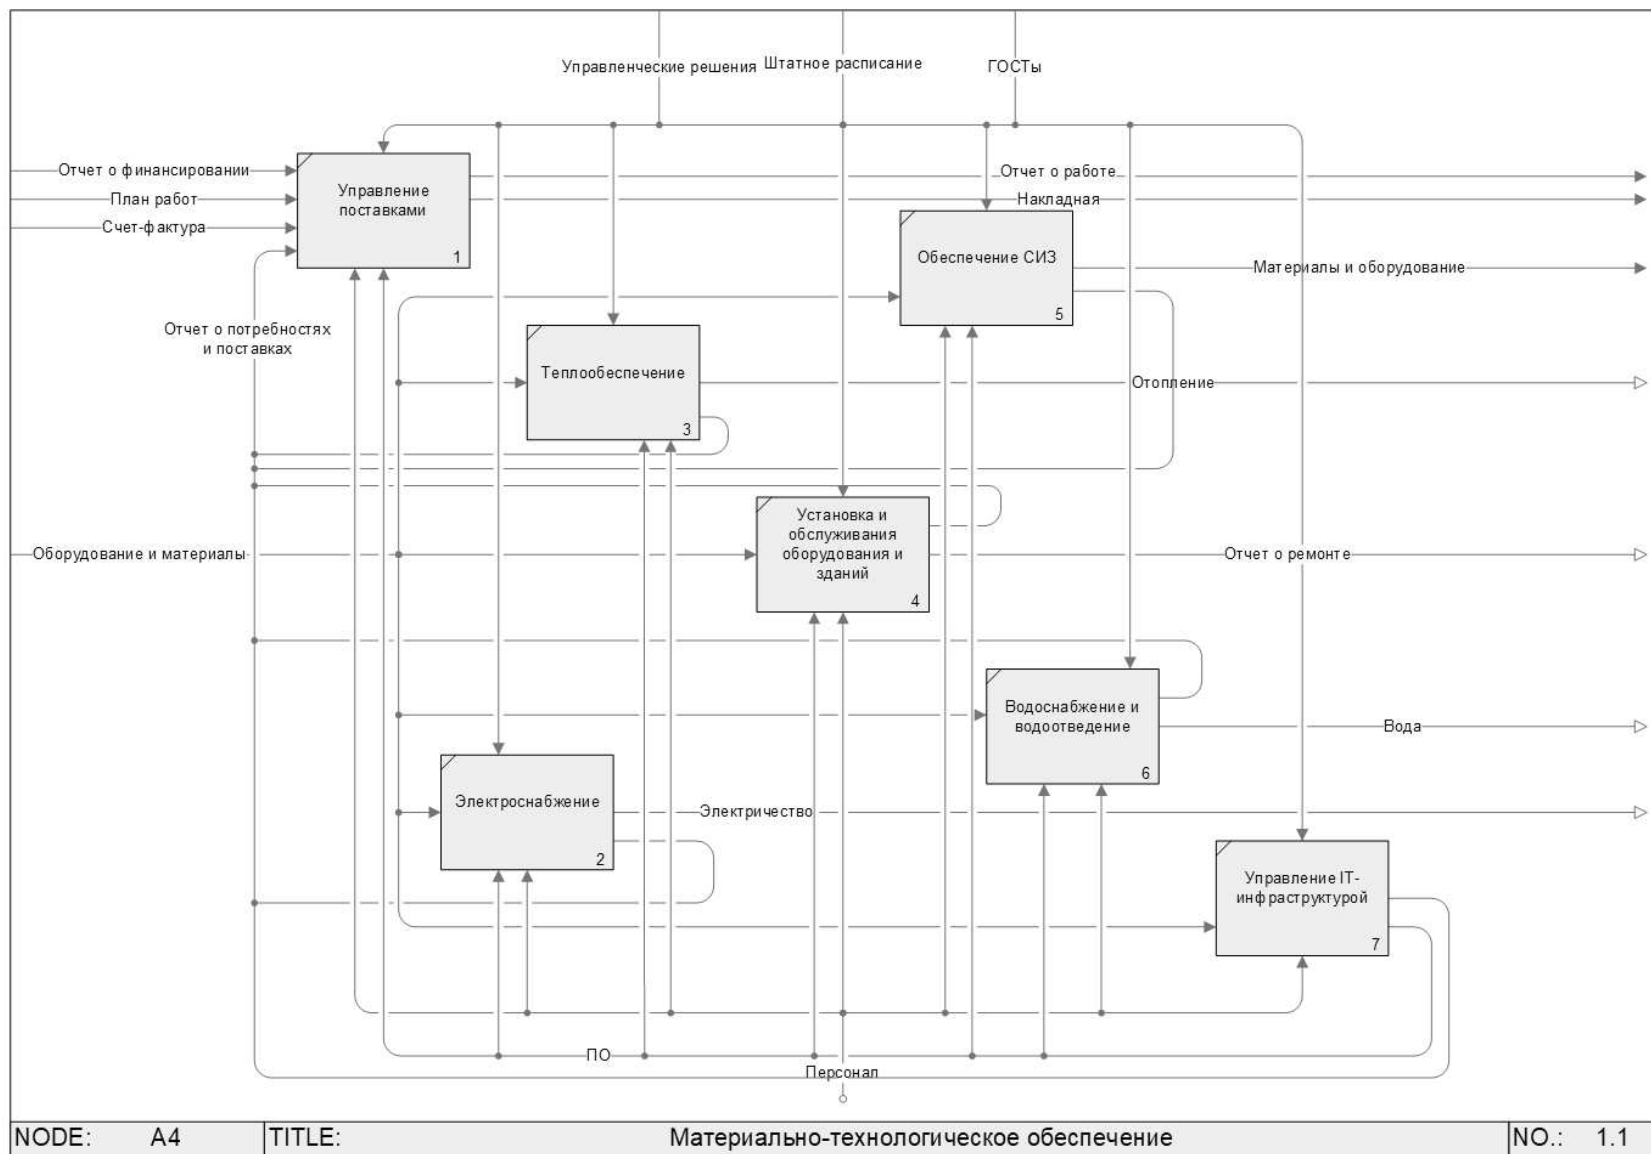 Управленческие решения
Штатное расписание
ГОСТы
Отчет о финансировании
План работ
Счет-фактура
Управление
поставками
1
Отчет о работе
Накладная
Обеспечение СИЗ
5
Материалы и оборудование
Отчет о потребностях
и поставках
Теплообеспечение
3
Отопление
Оборудование и материалы
Установка и
обслуживания
оборудования и
зданий
4
Отчет о ремонте
Водоснабжение и
водоотведение
6
Вода
Электроснабжение
2
Электричество
Управление IT-
инфраструктурой
7
ПО
Персонал
NODE: A4 TITLE: Материально-технологическое обеспечение NO.: 1.1